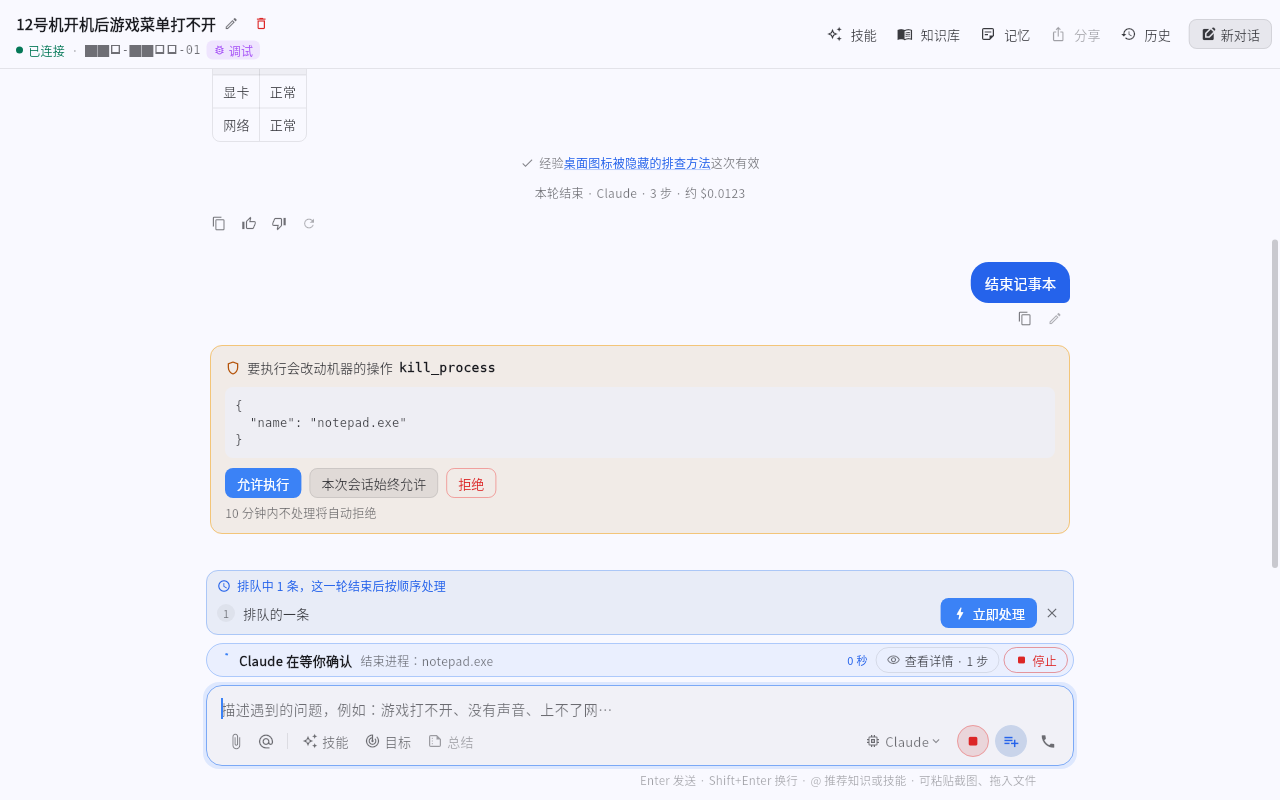 12号机开机后游戏菜单打不开
已连接 · -01 调试
技能 知识库 记忆 分享 历史 新对话
显卡 正常
网络 正常
经验桌面图标被隐藏的排查方法这次有效
本轮结束 · Claude · 3 步 · 约 $0.0123
结束记事本
要执行会改动机器的操作 kill_process
{
"name": "notepad.exe"
}
允许执行 本次会话始终允许 拒绝
10 分钟内不处理将自动拒绝
排队中 1 条，这一轮结束后按顺序处理
1 排队的一条 立即处理
Claude 在等你确认 结束进程：notepad.exe 0 秒 查看详情 · 1 步 停止
描述遇到的问题，例如：游戏打不开、没有声音、上不了网…
技能 目标 总结 Claude
Enter 发送 · Shift+Enter 换行 · @ 推荐知识或技能 · 可粘贴截图、拖入文件